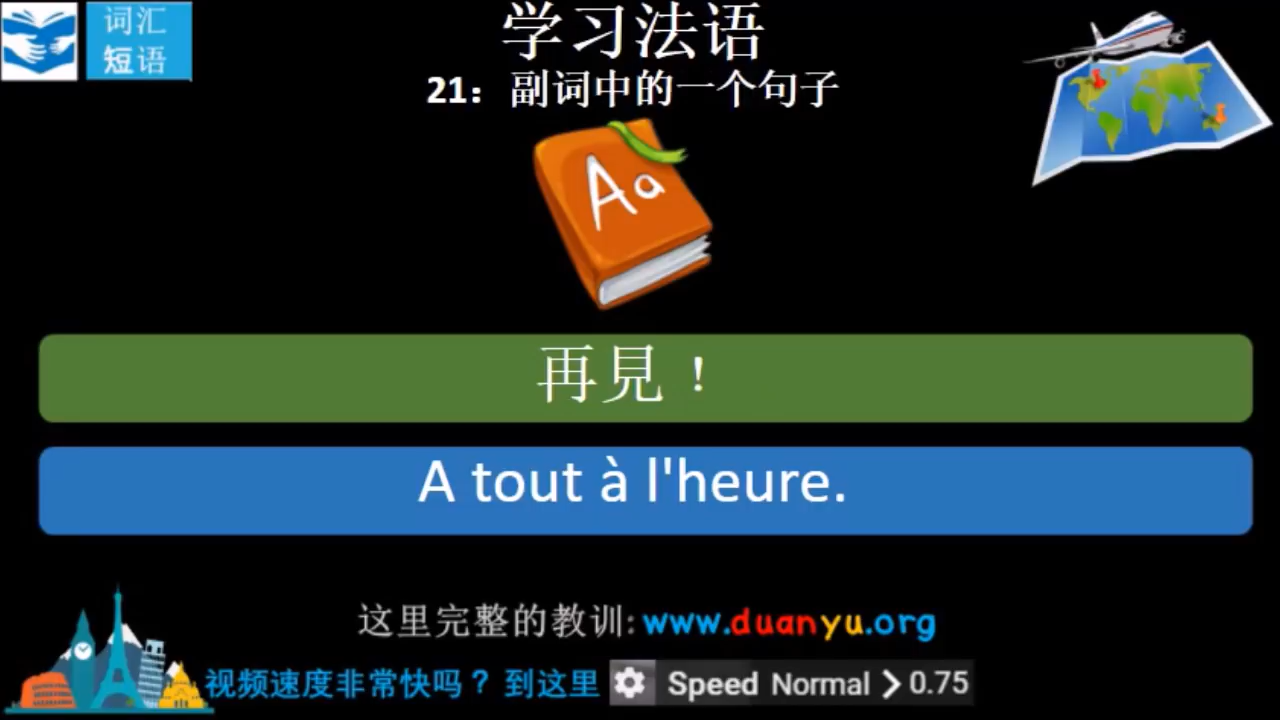 词汇
短语
学习法语
21：副词中的一个句子
Aa
再見！
A tout à l'heure.
这里完整的教训: www.duanyu.org
视频速度非常快吗？ 到这里 Speed Normal > 0.75